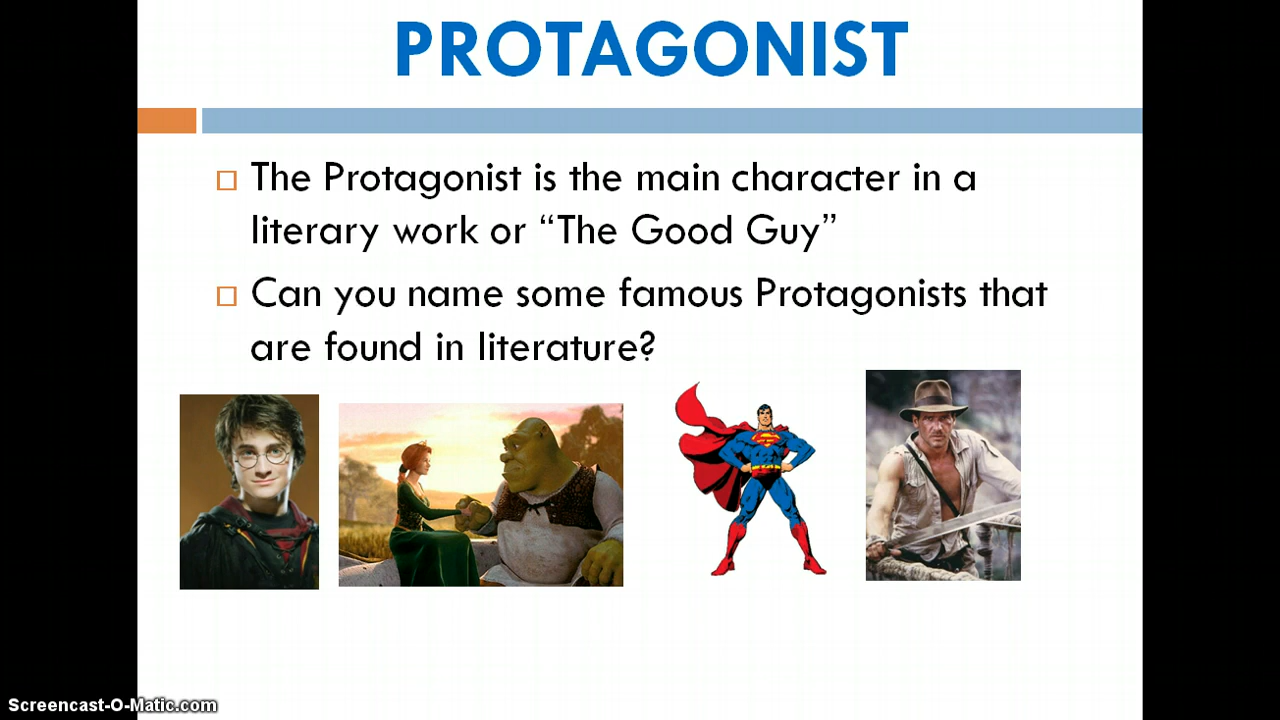 PROTAGONIST
The Protagonist is the main character in a
literary work or “The Good Guy”
Can you name some famous Protagonists that
are found in literature?
Screencast-O-Matic.com